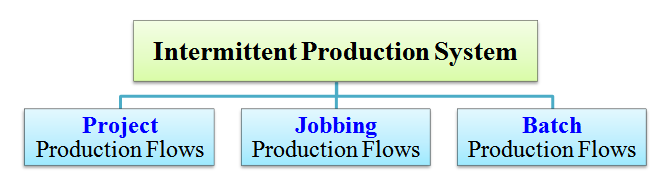 Intermittent Production System
Project
Production Flows
Jobbing
Production Flows
Batch
Production Flows